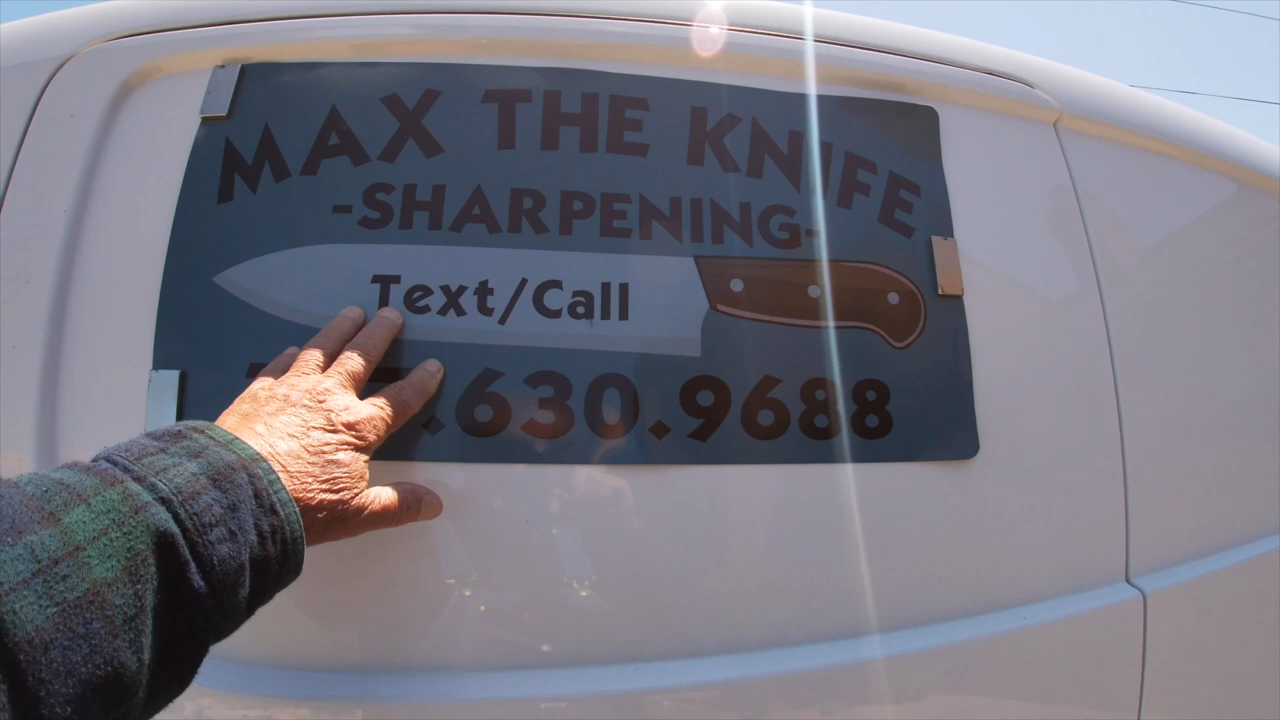 MAX THE KNIFE
-SHARPENING-
Text/Call
.630.9688